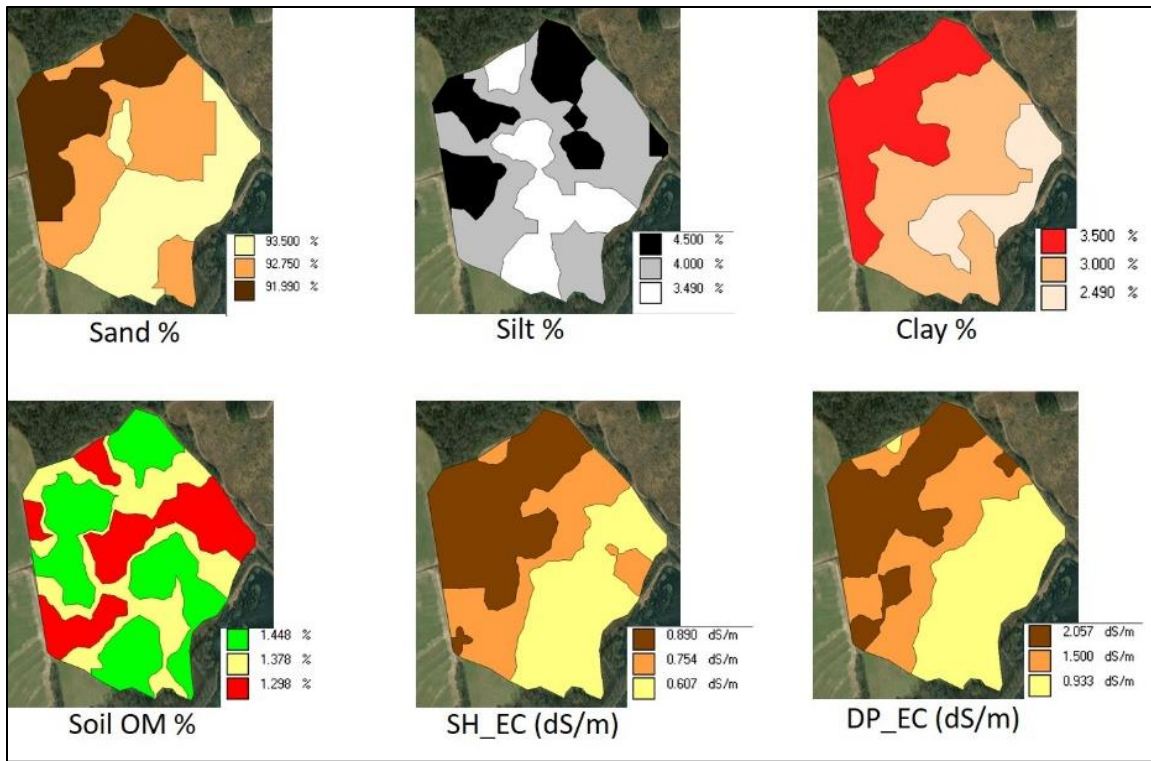 93.500 %
92.750 %
91.990 %
Sand %
4.500 %
4.000 %
3.490 %
Silt %
3.500 %
3.000 %
2.490 %
Clay %
1.448 %
1.378 %
1.298 %
Soil OM %
0.890 dS/m
0.754 dS/m
0.607 dS/m
SH_EC (dS/m)
2.057 dS/m
1.500 dS/m
0.933 dS/m
DP_EC (dS/m)